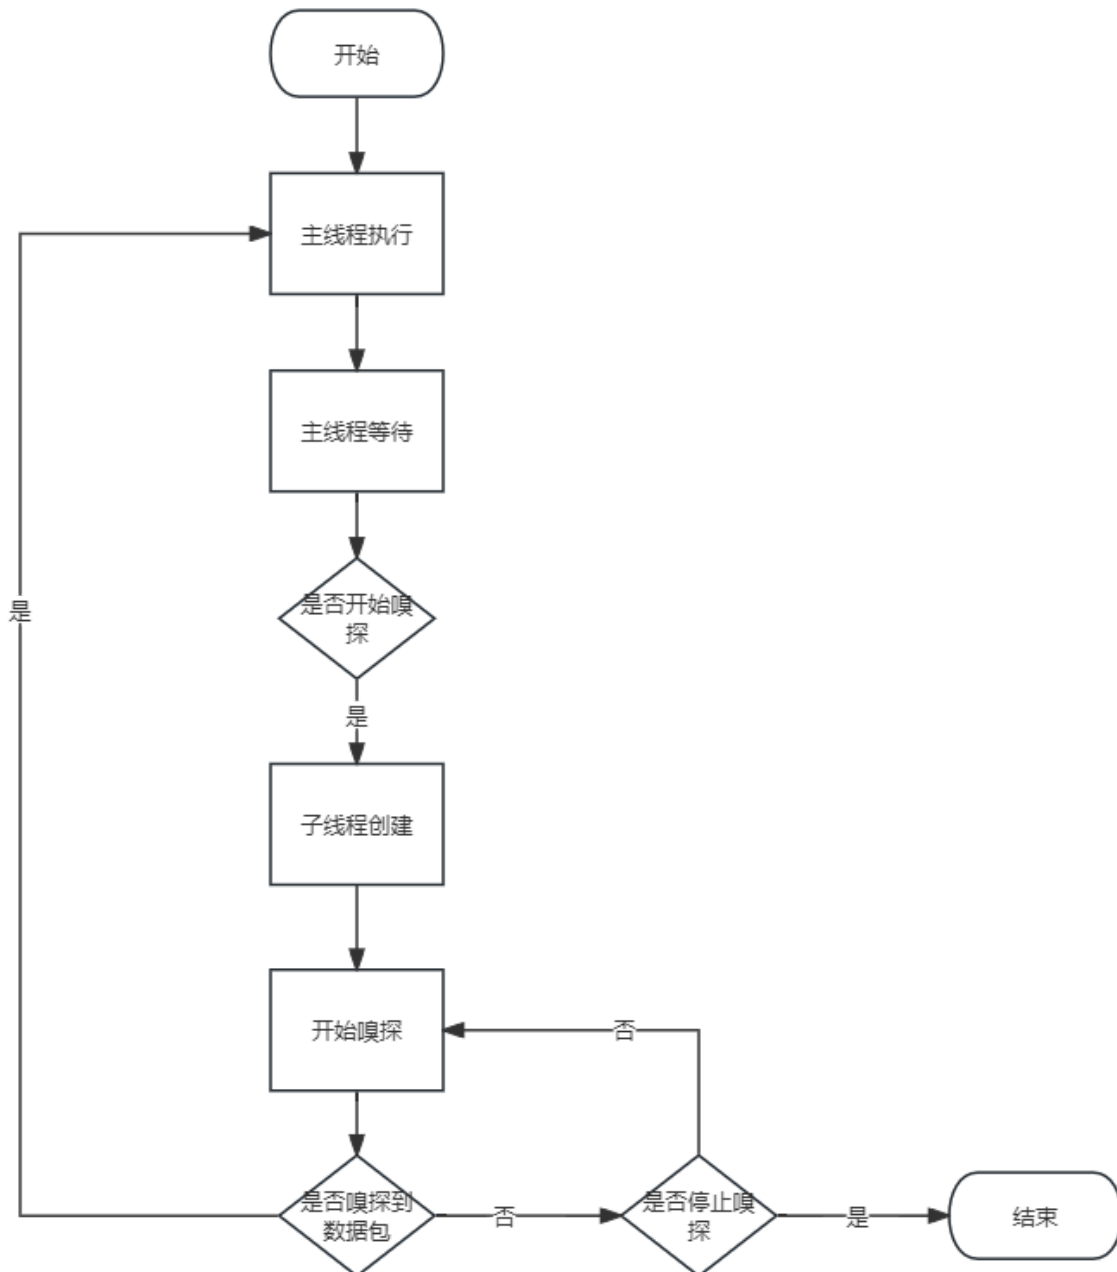 开始
主线程执行
主线程等待
是否开始嗅
探
是
是
子线程创建
开始嗅探
否
是否嗅探到
数据包
否
是否停止嗅
探
是
结束